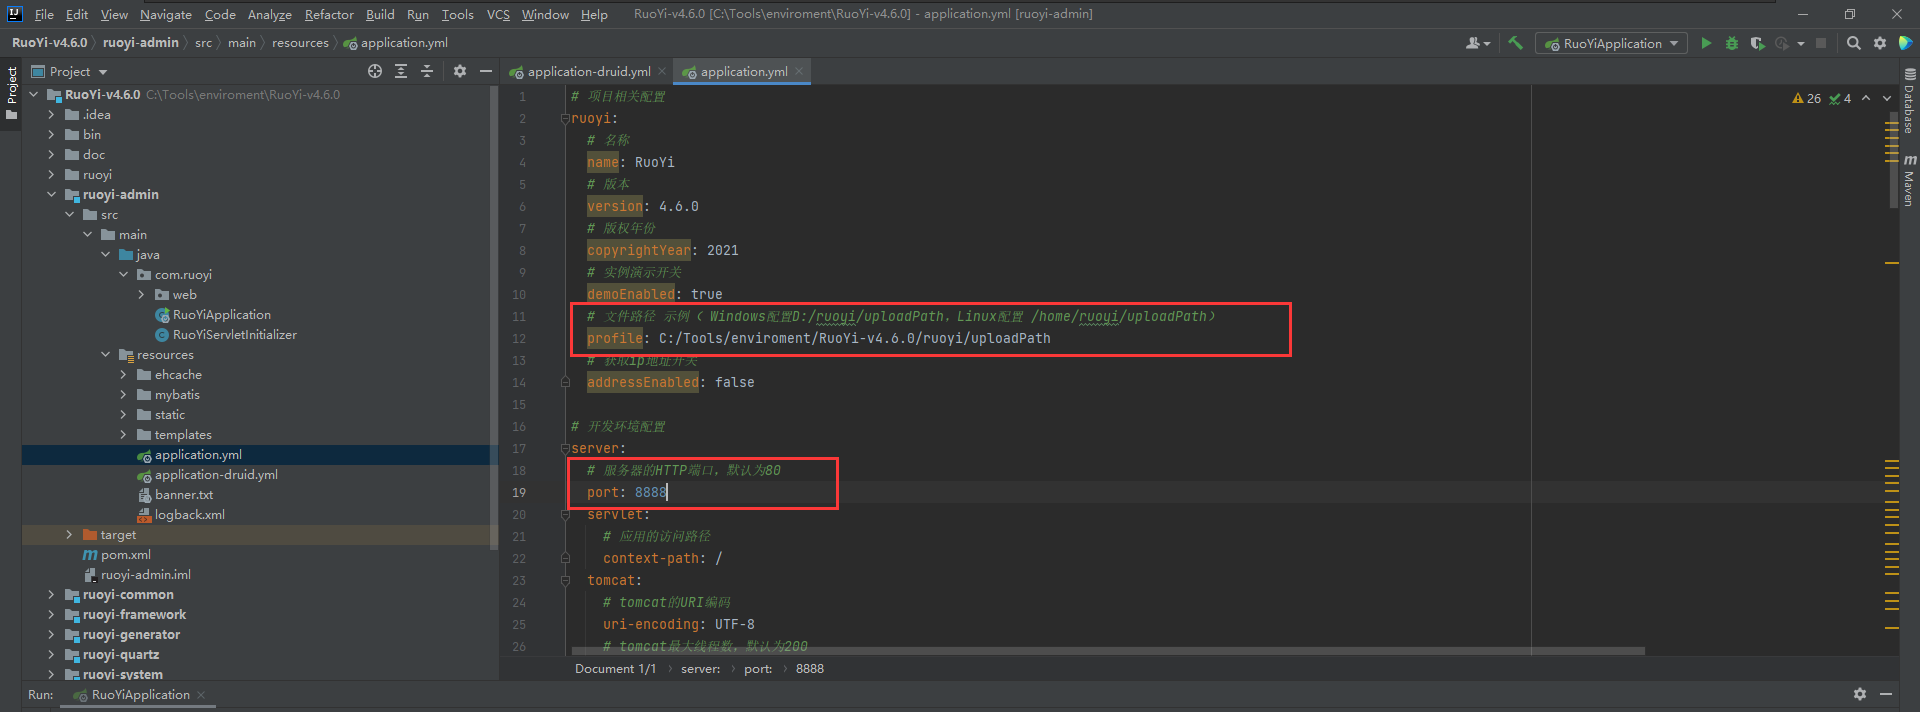 File Edit View Navigate Code Analyze Refactor Build Run Tools VCS Window Help RuoYi-v4.6.0 [C:\Tools\enviroment\RuoYi-v4.6.0] - application.yml [ruoyi-admin]
RuoYi-v4.6.0 ruoyi-admin src main resources application.yml RuoYiApplication
Project
Project
application-druid.yml
application.yml
RuoYi-v4.6.0 C:\Tools\enviroment\RuoYi-v4.6.0
.idea
bin
doc
ruoyi
ruoyi-admin
src
main
java
com.ruoyi
web
RuoYiApplication
RuoYiServletInitializer
resources
ehcache
mybatis
static
templates
application.yml
application-druid.yml
banner.txt
logback.xml
target
pom.xml
ruoyi-admin.iml
ruoyi-common
ruoyi-framework
ruoyi-generator
ruoyi-quartz
ruoyi-system
1 # 项目相关配置
2 ruoyi:
3 # 名称
4 name: RuoYi
5 # 版本
6 version: 4.6.0
7 # 版权年份
8 copyrightYear: 2021
9 # 实例演示开关
10 demoEnabled: true
11 # 文件路径 示例（ Windows配置D:/ruoyi/uploadPath，Linux配置 /home/ruoyi/uploadPath）
12 profile: C:/Tools/enviroment/RuoYi-v4.6.0/ruoyi/uploadPath
13 # 获取ip地址开关
14 addressEnabled: false
15
16 # 开发环境配置
17 server:
18 # 服务器的HTTP端口，默认为80
19 port: 8888
20 servlet:
21 # 应用的访问路径
22 context-path: /
23 tomcat:
24 # tomcat的URI编码
25 uri-encoding: UTF-8
26 # tomcat最大线程数，默认为200
26 4
Database
Maven
Document 1/1 server: port: 8888
Run: RuoYiApplication